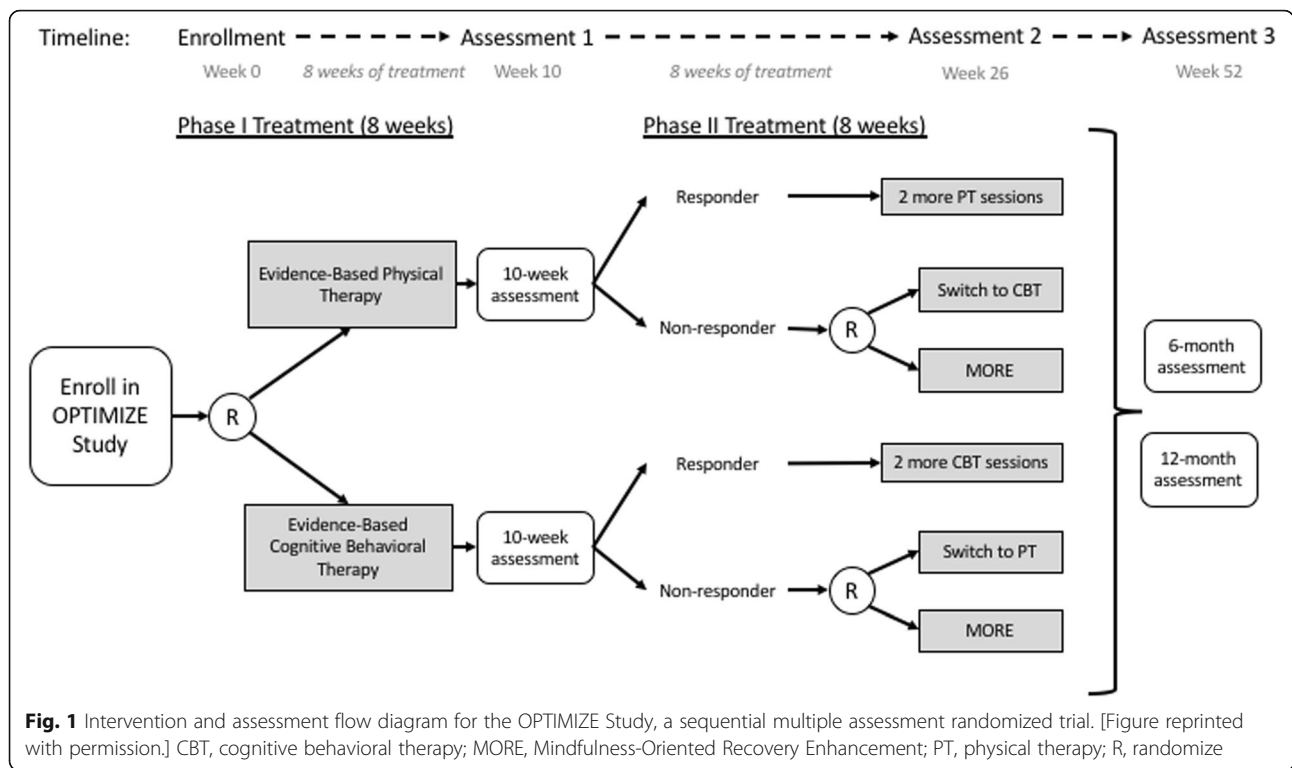 Timeline: Enrollment Assessment 1 Assessment 2 Assessment 3
Week 0 8 weeks of treatment Week 10 8 weeks of treatment Week 26 Week 52
Phase I Treatment (8 weeks) Phase II Treatment (8 weeks)
Enroll in
OPTIMIZE
Study
R
Evidence-Based Physical
Therapy
10-week
assessment
Responder
2 more PT sessions
Non-responder
R
Switch to CBT
MORE
Evidence-Based
Cognitive Behavioral
Therapy
10-week
assessment
Responder
2 more CBT sessions
Non-responder
R
Switch to PT
MORE
6-month
assessment
12-month
assessment
Fig. 1 Intervention and assessment flow diagram for the OPTIMIZE Study, a sequential multiple assessment randomized trial. [Figure reprinted
with permission.] CBT, cognitive behavioral therapy; MORE, Mindfulness-Oriented Recovery Enhancement; PT, physical therapy; R, randomize